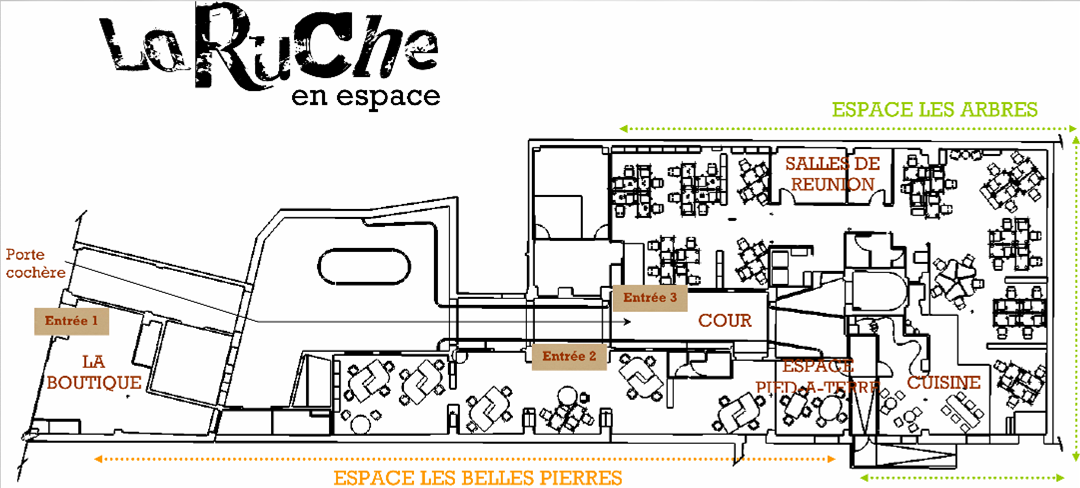 LaRuChe
en espace
ESPACE LES ARBRES
SALLES DE
REUNION
Porte
cochère
Entrée 1
Entrée 3
COUR
Entrée 2
LA
BOUTIQUE
ESPACE
PIED-A-TERRE
CUISINE
ESPACE LES BELLES PIERRES